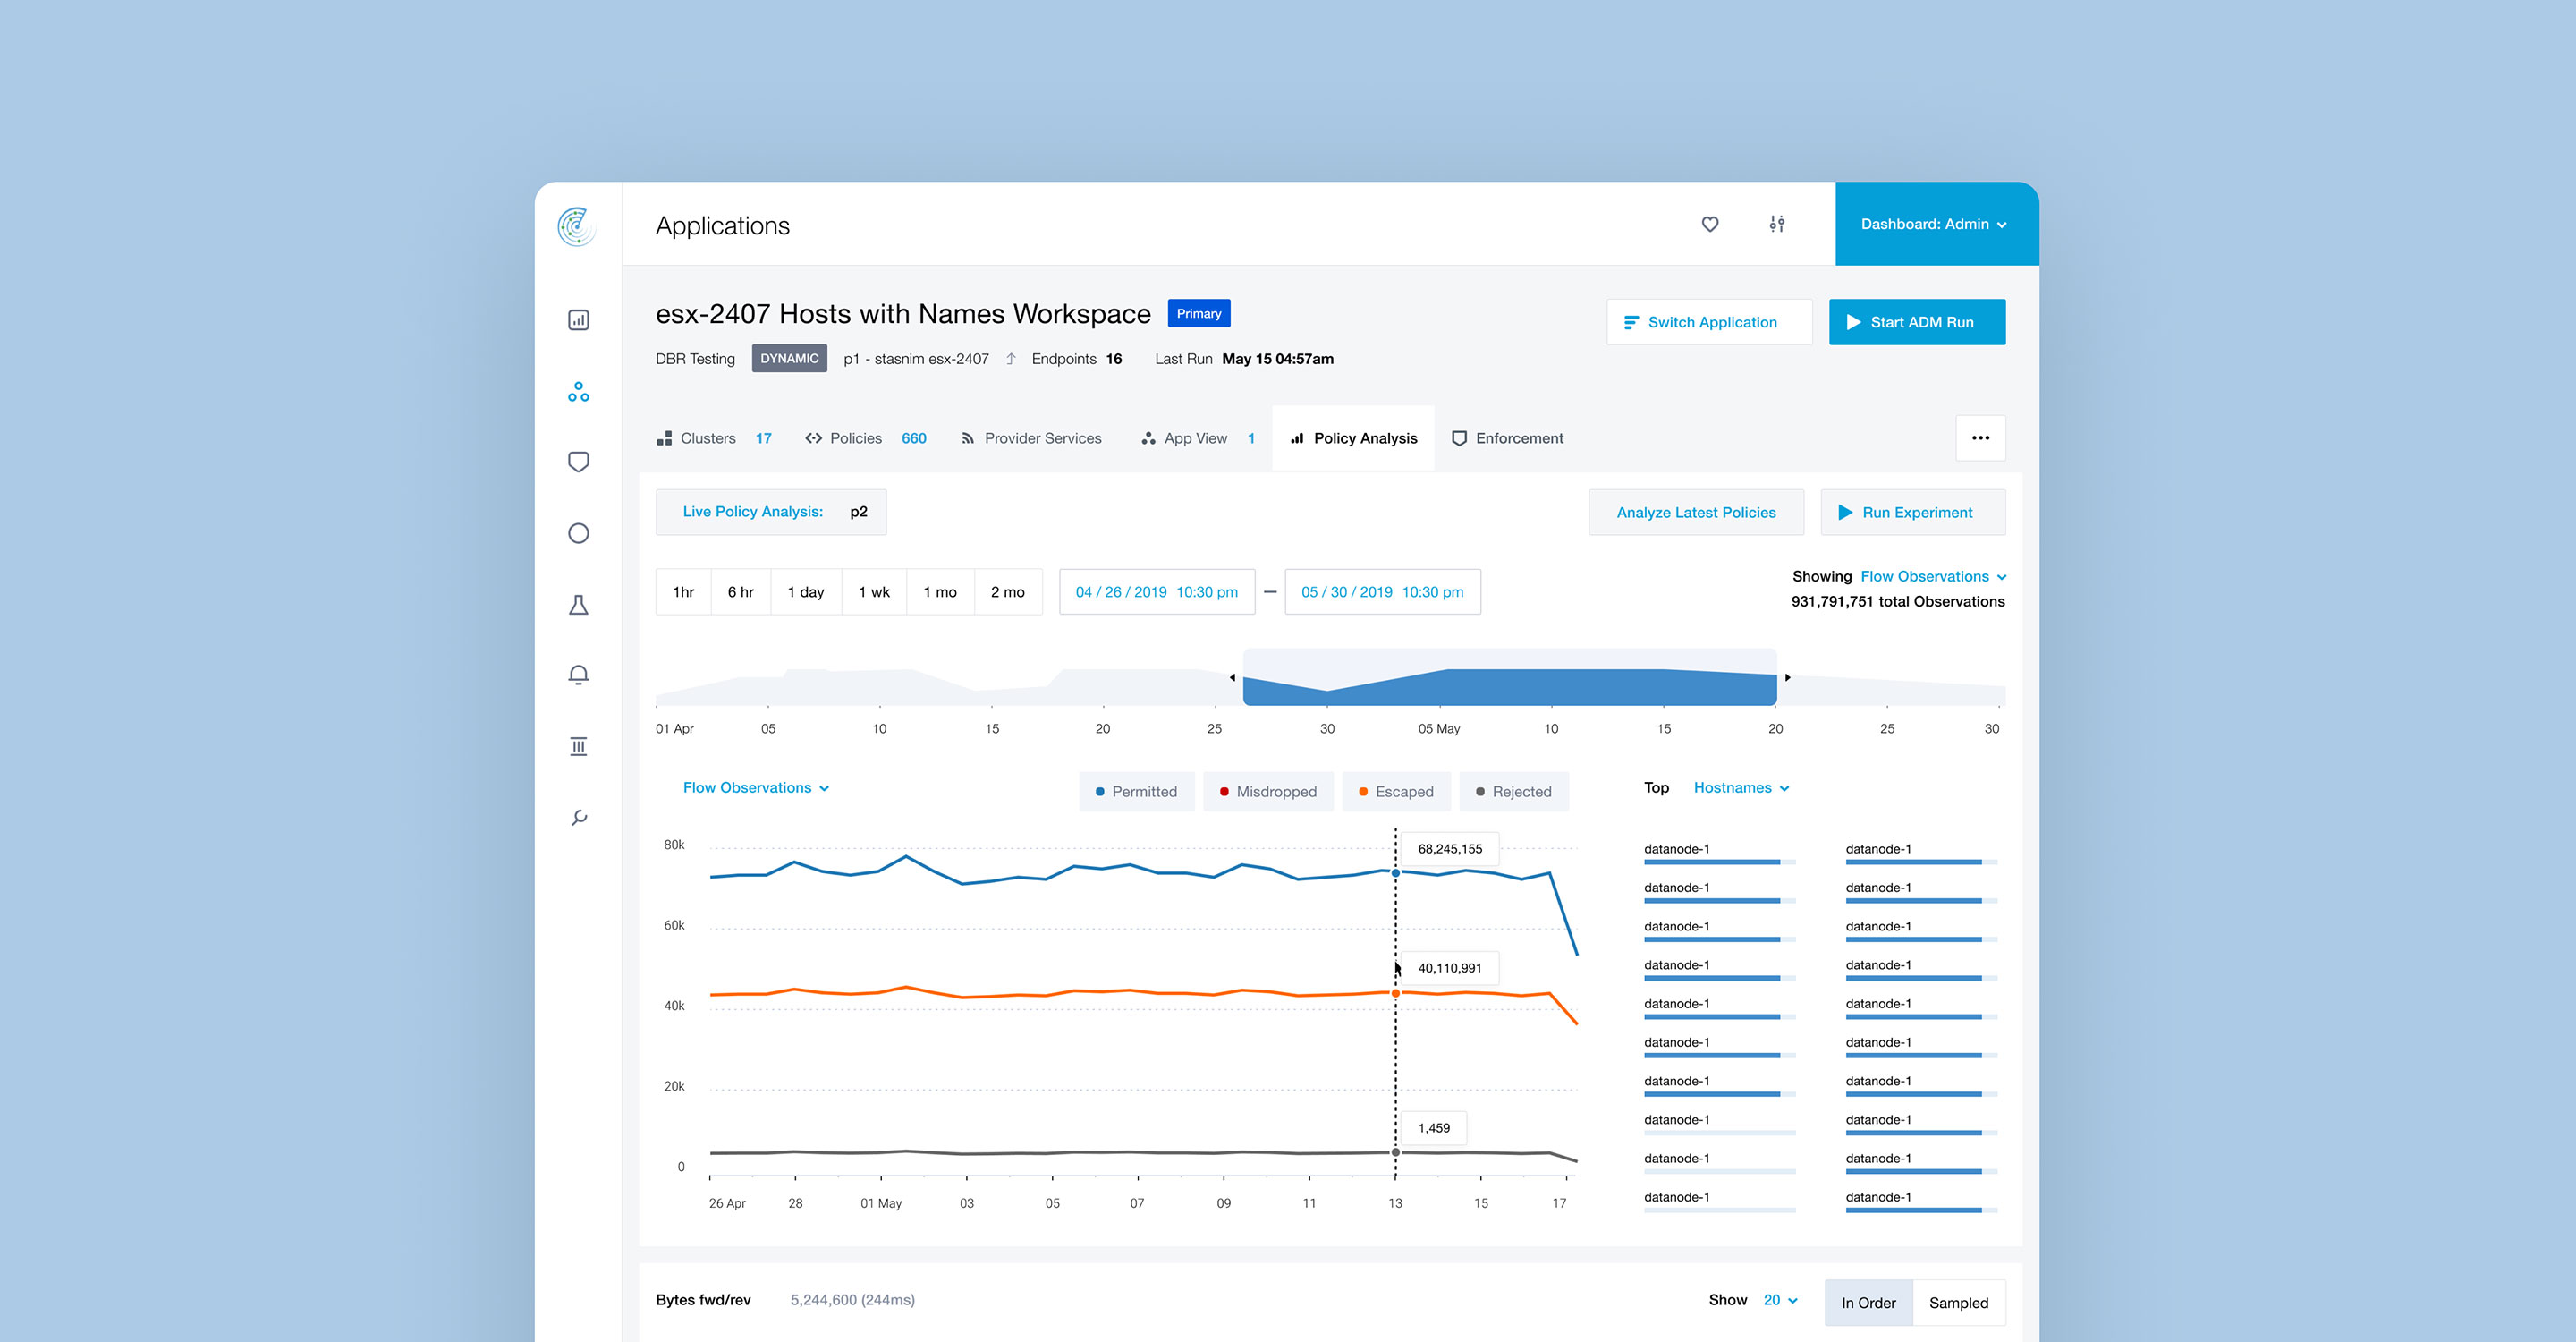 Applications
Dashboard: Admin
esx-2407 Hosts with Names Workspace Primary
Switch Application Start ADM Run
DBR Testing DYNAMIC p1 - stasnim esx-2407 Endpoints 16 Last Run May 15 04:57am
Clusters 17 Policies 660 Provider Services App View 1 Policy Analysis Enforcement
Live Policy Analysis: p2
Analyze Latest Policies Run Experiment
1hr 6 hr 1 day 1 wk 1 mo 2 mo 04 / 26 / 2019 10:30 pm — 05 / 30 / 2019 10:30 pm
Showing Flow Observations
931,791,751 total Observations
01 Apr 05 10 15 20 25 30 05 May 10 15 20 25 30
Flow Observations
Permitted Misdropped Escaped Rejected
80k
60k
40k
20k
0
68,245,155
40,110,991
1,459
26 Apr 28 01 May 03 05 07 09 11 13 15 17
Top Hostnames
datanode-1 datanode-1
datanode-1 datanode-1
datanode-1 datanode-1
datanode-1 datanode-1
datanode-1 datanode-1
datanode-1 datanode-1
datanode-1 datanode-1
datanode-1 datanode-1
datanode-1 datanode-1
datanode-1 datanode-1
Bytes fwd/rev 5,244,600 (244ms)
Show 20 In Order Sampled